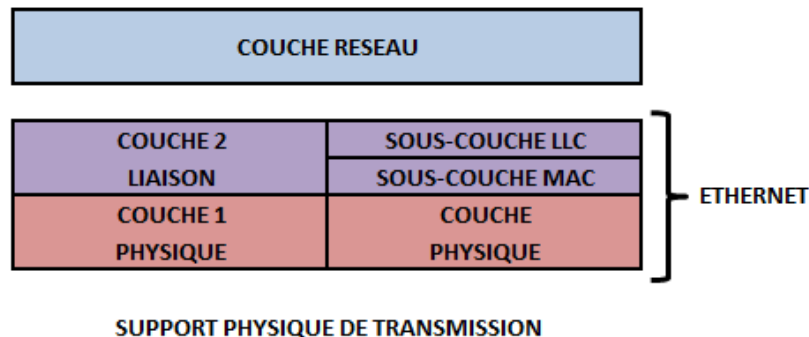 COUCHE RESEAU
COUCHE 2
LIAISON
SOUS-COUCHE LLC
SOUS-COUCHE MAC
COUCHE 1
PHYSIQUE
COUCHE
PHYSIQUE
ETHERNET
SUPPORT PHYSIQUE DE TRANSMISSION